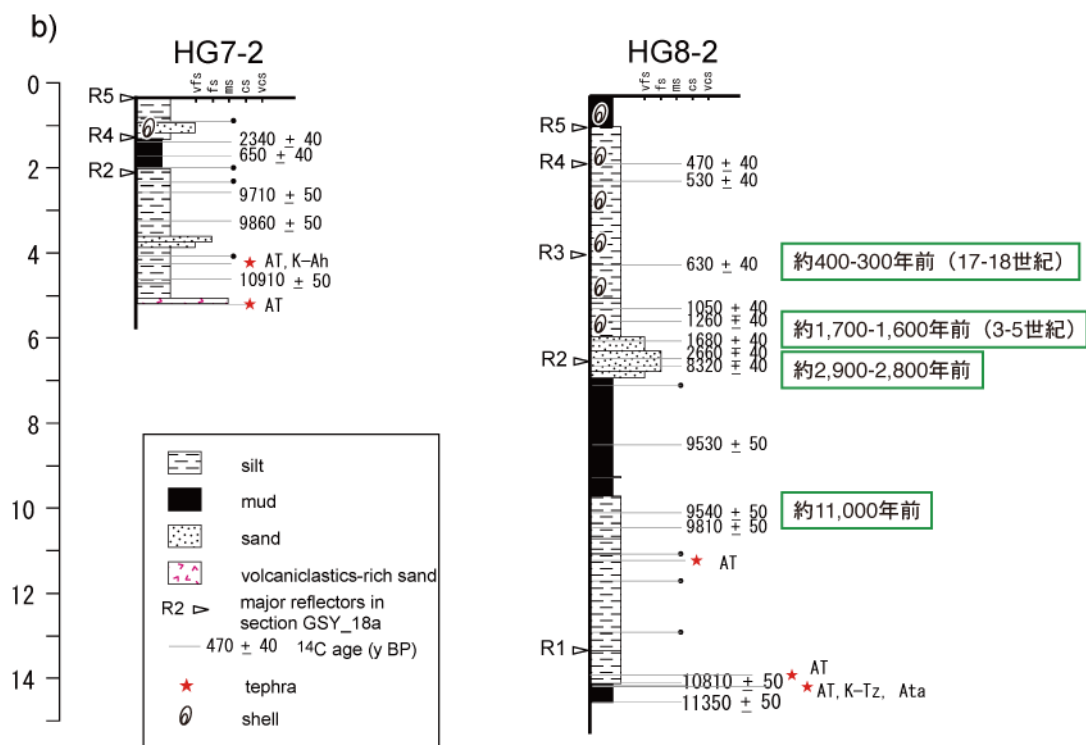 b)
HG7-2
HG8-2
vfs fs ms cs vcs
vfs fs ms cs vcs
0
2
4
6
8
10
12
14
R5
R4
2340 ± 40
650 ± 40
R2
9710 ± 50
9860 ± 50
AT, K-Ah
10910 ± 50
AT
R5
R4
470 ± 40
530 ± 40
R3
630 ± 40
約400-300年前（17-18世紀）
1050 ± 40
1260 ± 40
約1,700-1,600年前（3-5世紀）
1680 ± 40
2660 ± 40
R2
8320 ± 40
約2,900-2,800年前
9530 ± 50
9540 ± 50
約11,000年前
9810 ± 50
AT
R1
AT
10810 ± 50
AT, K-Tz, Ata
11350 ± 50
silt
mud
sand
volcaniclastics-rich sand
R2 major reflectors in
section GSY_18a
470 ± 40 ¹⁴C age (y BP)
tephra
shell